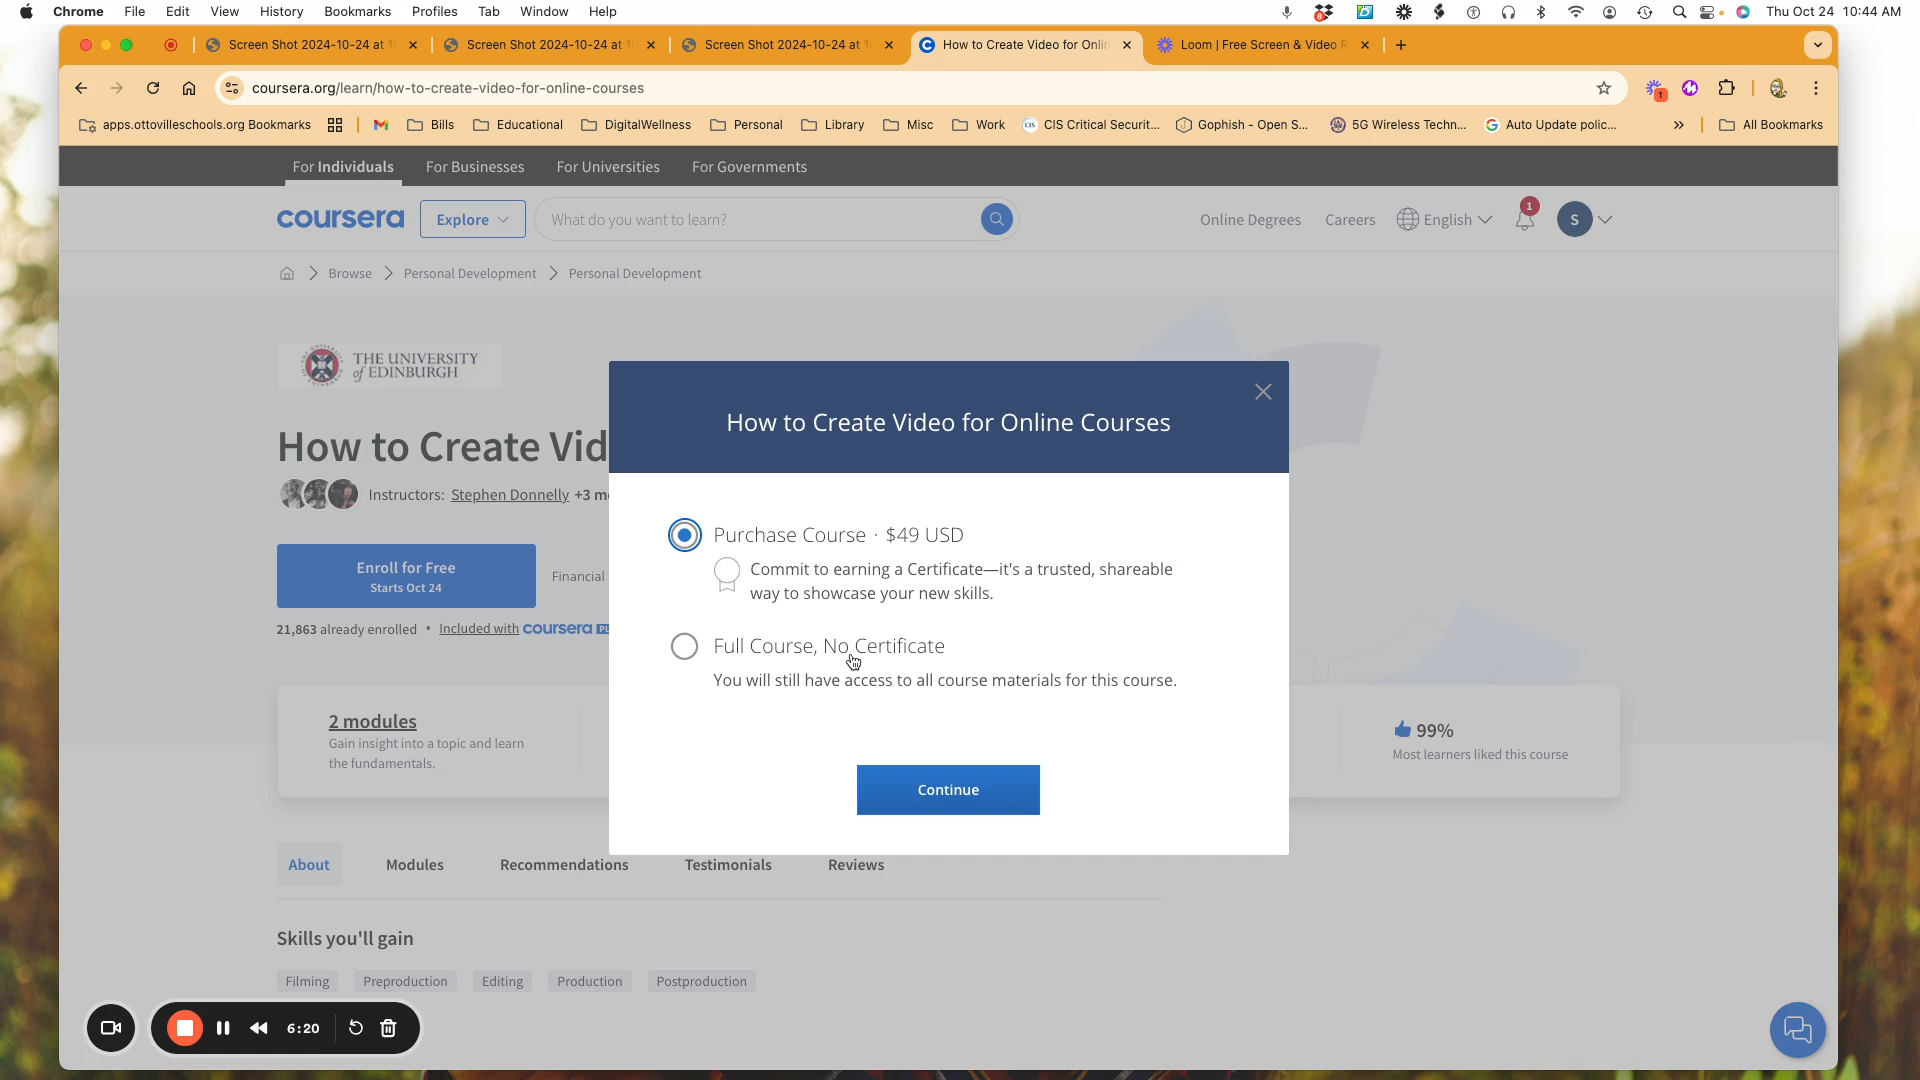 Chrome File Edit View History Bookmarks Profiles Tab Window Help
8
Thu Oct 24 10:44 AM
Screen Shot 2024-10-24 at 1
Screen Shot 2024-10-24 at 1
Screen Shot 2024-10-24 at 1
How to Create Video for Onlin
Loom | Free Screen & Video R
coursera.org/learn/how-to-create-video-for-online-courses
1
apps.ottovilleschools.org Bookmarks
Bills
Educational
DigitalWellness
Personal
Library
Misc
Work
CIS Critical Securit...
Gophish - Open S...
5G Wireless Techn...
Auto Update polic...
All Bookmarks
For Individuals
For Businesses
For Universities
For Governments
coursera
Explore
What do you want to learn?
Online Degrees
Careers
English
1
S
Browse
Personal Development
Personal Development
THE UNIVERSITY
of EDINBURGH
How to Create Vid
Instructors: Stephen Donnelly +3 m
Enroll for Free
Starts Oct 24
Financial
21,863 already enrolled • Included with coursera PL
2 modules
Gain insight into a topic and learn
the fundamentals.
99%
Most learners liked this course
How to Create Video for Online Courses
Purchase Course · $49 USD
Commit to earning a Certificate—it's a trusted, shareable
way to showcase your new skills.
Full Course, No Certificate
You will still have access to all course materials for this course.
Continue
About
Modules
Recommendations
Testimonials
Reviews
Skills you'll gain
Filming
Preproduction
Editing
Production
Postproduction
6:20